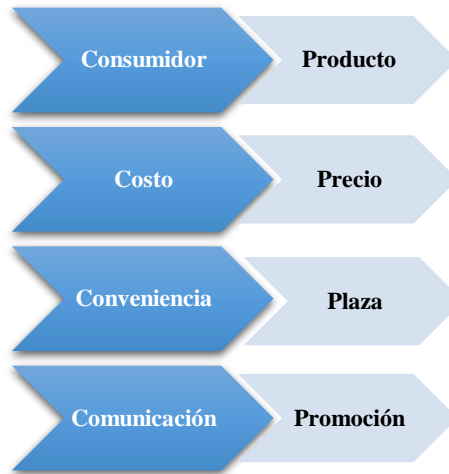 Consumidor Producto
Costo Precio
Conveniencia Plaza
Comunicación Promoción